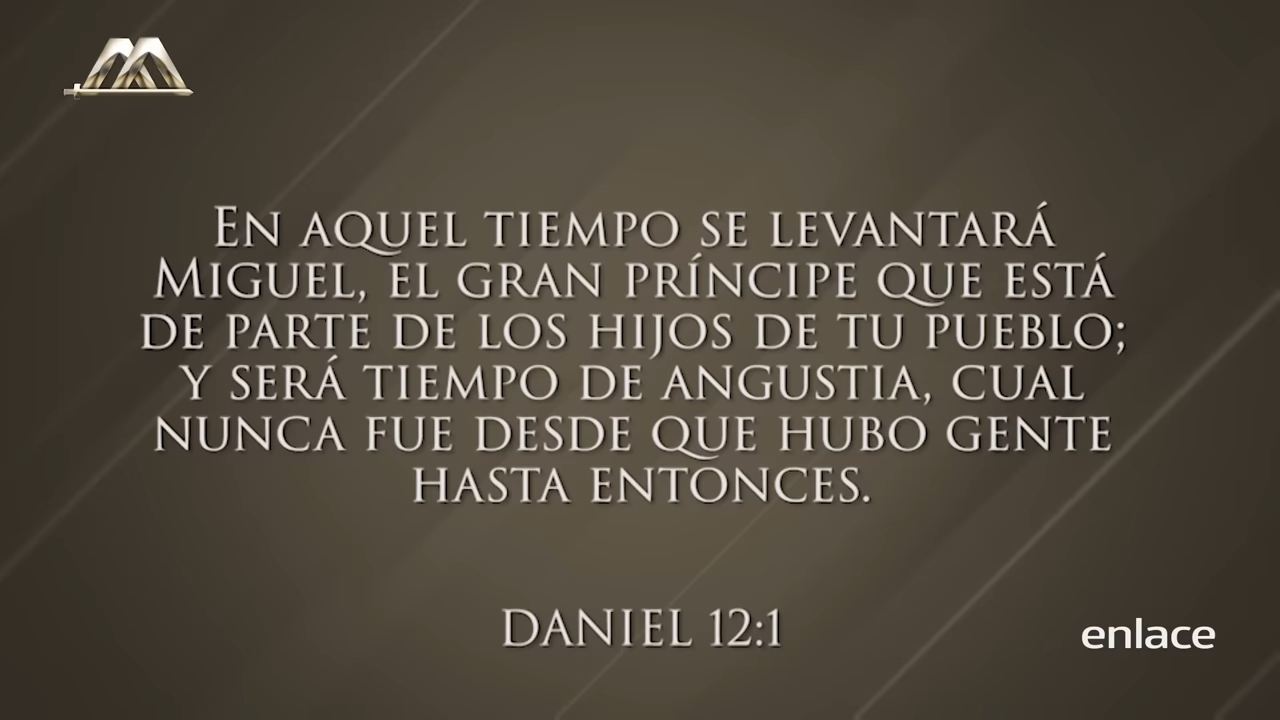 En aquel tiempo se levantará
Miguel, el gran príncipe que está
de parte de los hijos de tu pueblo;
y será tiempo de angustia, cual
nunca fue desde que hubo gente
hasta entonces.
DANIEL 12:1
enlace